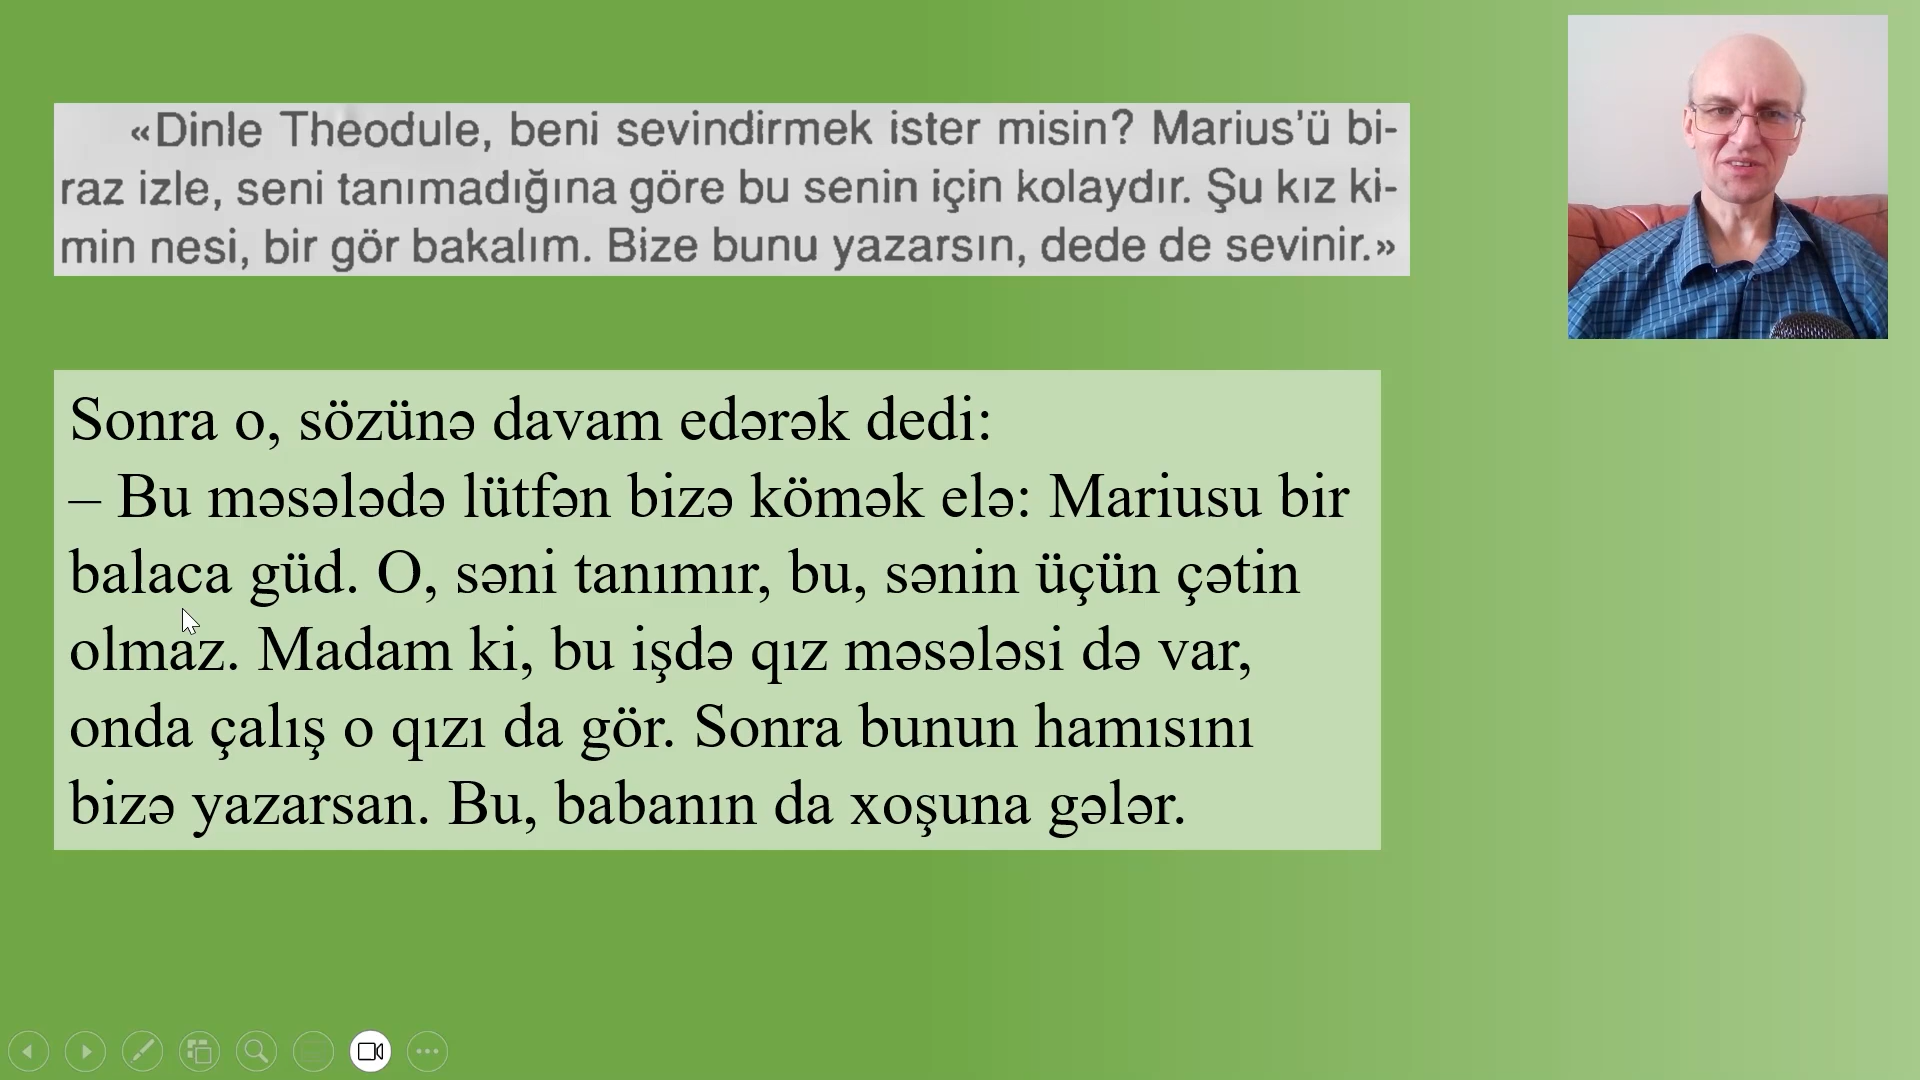 «Dinle Theodule, beni sevindirmek ister misin? Marius'ü bi-
raz izle, seni tanımadığına göre bu senin için kolaydır. Şu kız ki-
min nesi, bir gör bakalım. Bize bunu yazarsın, dede de sevinir.»
Sonra o, sözünə davam edərək dedi:
– Bu məsələdə lütfən bizə kömək elə: Mariusu bir
balaca güd. O, səni tanımır, bu, sənin üçün çətin
olmaz. Madam ki, bu işdə qız məsələsi də var,
onda çalış o qızı da gör. Sonra bunun hamısını
bizə yazarsan. Bu, babanın da xoşuna gələr.